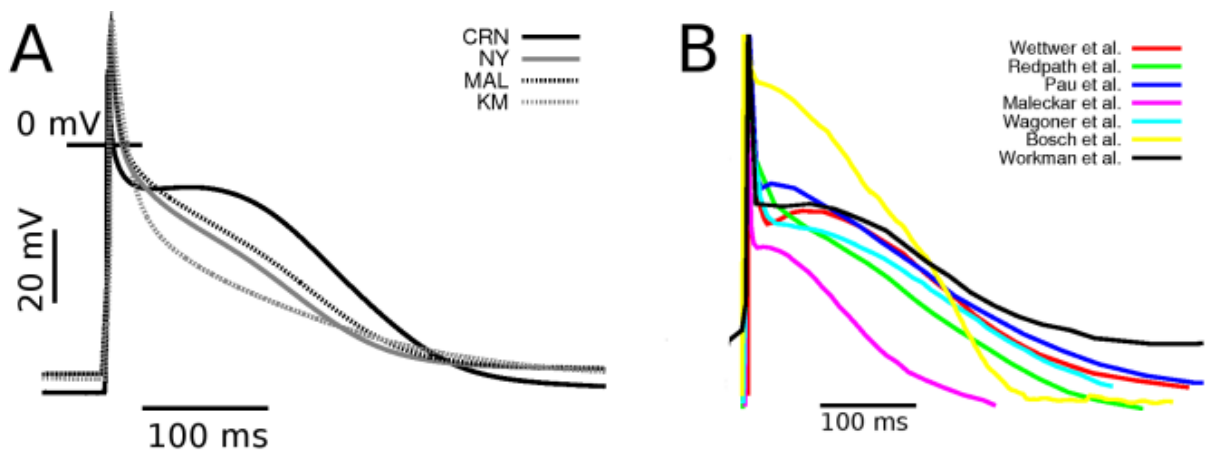 A
CRN
NY
MAL
KM
0 mV
20 mV
100 ms
B
Wettwer et al.
Redpath et al.
Pau et al.
Maleckar et al.
Wagoner et al.
Bosch et al.
Workman et al.
100 ms